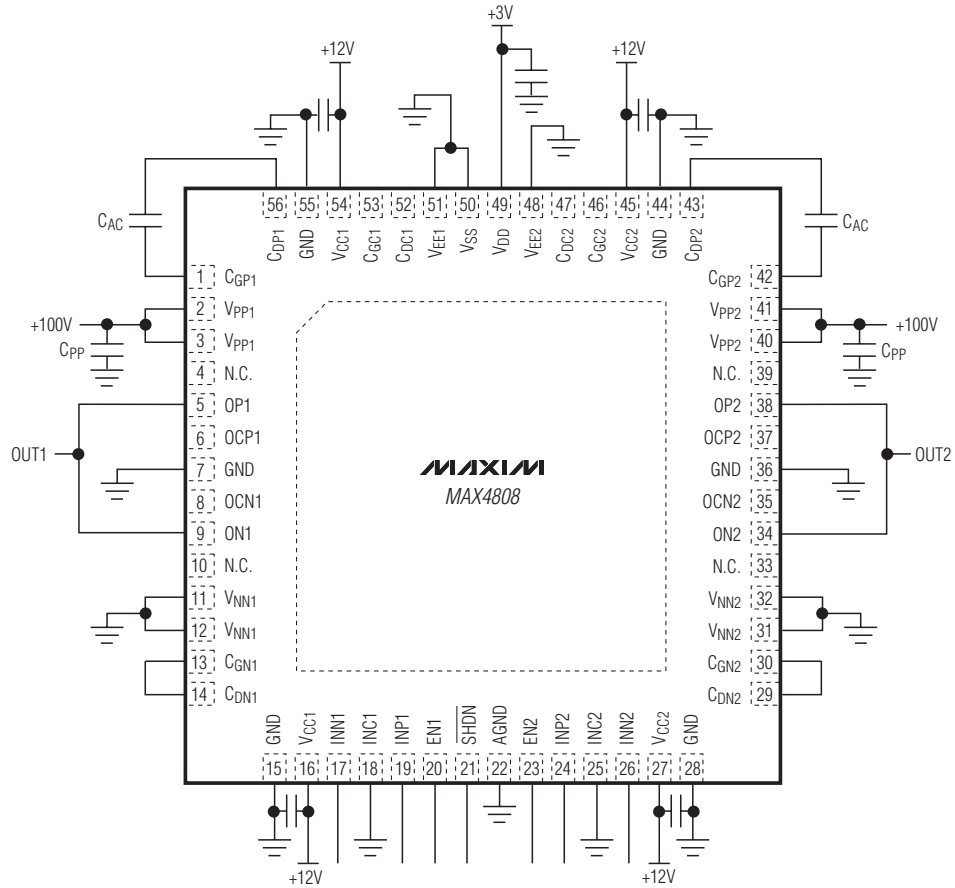 +3V
+12V
+12V
56 55 54 53 52 51 50 49 48 47 46 45 44 43
CDP1 GND VCC1 CGC1 CDC1 VEE1 VSS VDD VEE2 CDC2 CGC2 VCC2 GND CDP2
CAC
CAC
1 CGP1
CGP2 42
2 VPP1
VPP2 41
+100V
+100V
3 VPP1
VPP2 40
CPP
CPP
4 N.C.
N.C. 39
5 OP1
OP2 38
6 OCP1
OCP2 37
OUT1
OUT2
7 GND
GND 36
MAXIM
MAX4808
8 OCN1
OCN2 35
9 ON1
ON2 34
10 N.C.
N.C. 33
11 VNN1
VNN2 32
12 VNN1
VNN2 31
13 CGN1
CGN2 30
14 CDN1
CDN2 29
GND VCC1 INN1 INC1 INP1 EN1 SHDN AGND EN2 INP2 INC2 INN2 VCC2 GND
15 16 17 18 19 20 21 22 23 24 25 26 27 28
+12V
+12V